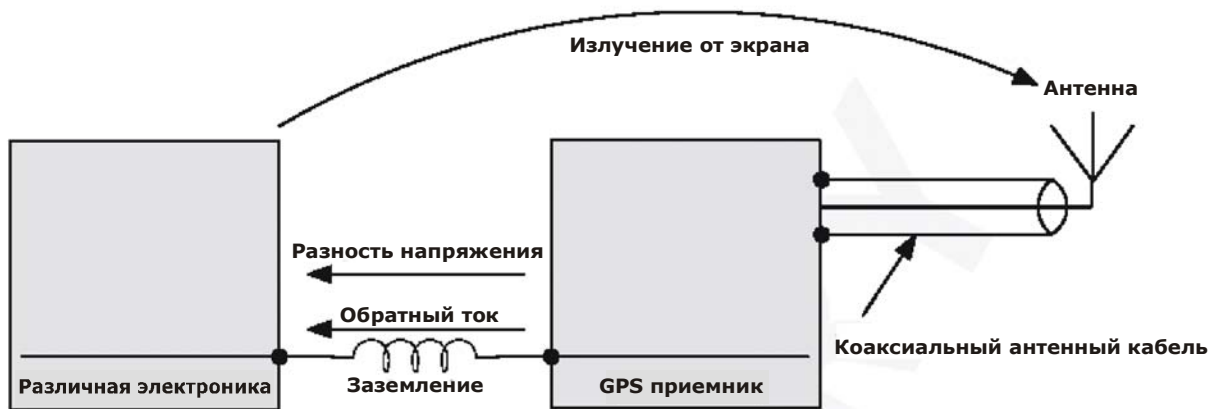 Излучение от экрана
Антенна
Разность напряжения
Обратный ток
Коаксиальный антенный кабель
Различная электроника
Заземление
GPS приемник